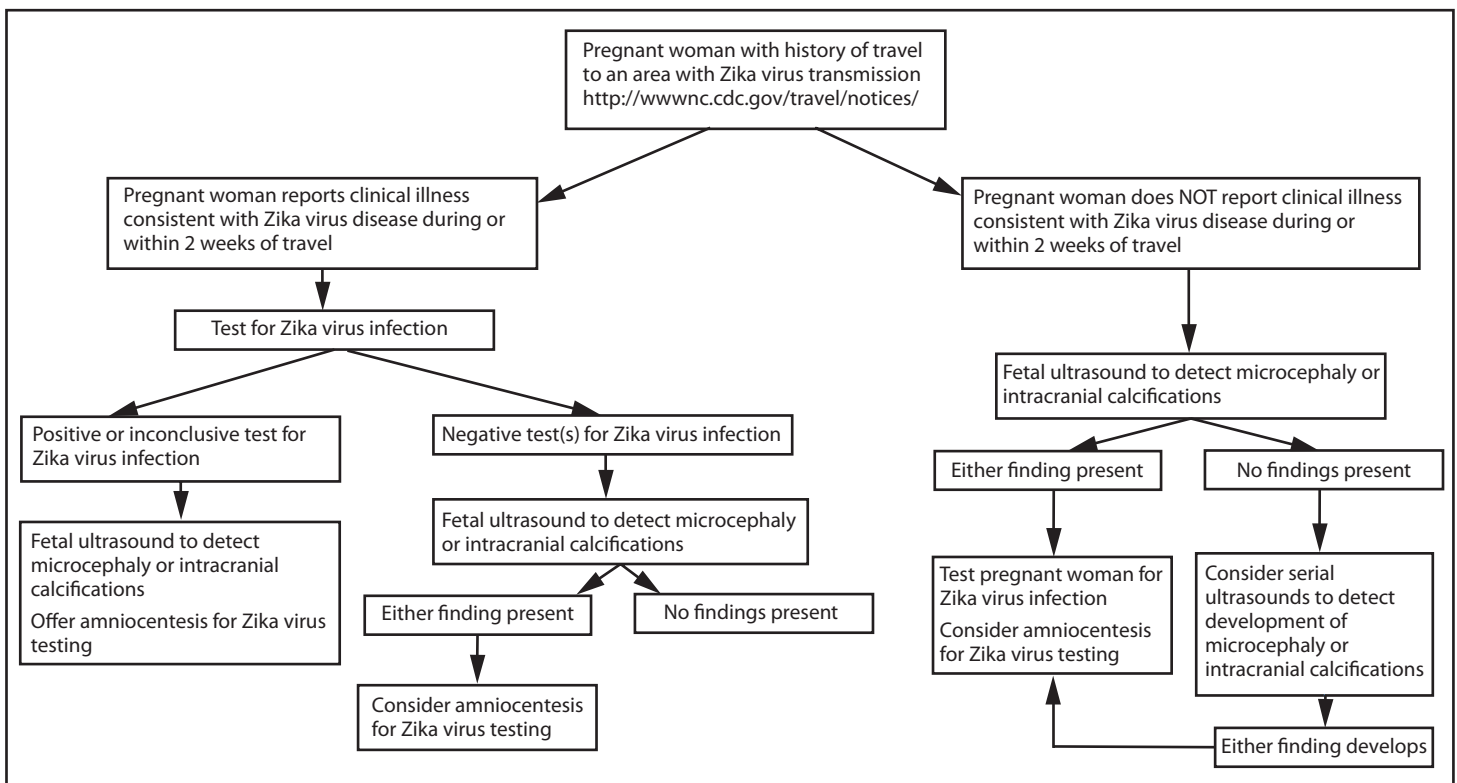 Pregnant woman with history of travel
to an area with Zika virus transmission
http://wwwnc.cdc.gov/travel/notices/
Pregnant woman reports clinical illness
consistent with Zika virus disease during or
within 2 weeks of travel
Test for Zika virus infection
Positive or inconclusive test for
Zika virus infection
Fetal ultrasound to detect
microcephaly or intracranial
calcifications
Offer amniocentesis for Zika virus
testing
Negative test(s) for Zika virus infection
Fetal ultrasound to detect microcephaly
or intracranial calcifications
Either finding present
No findings present
Consider amniocentesis
for Zika virus testing
Pregnant woman does NOT report clinical illness
consistent with Zika virus disease during or
within 2 weeks of travel
Fetal ultrasound to detect microcephaly or
intracranial calcifications
Either finding present
No findings present
Test pregnant woman for
Zika virus infection
Consider amniocentesis
for Zika virus testing
Consider serial
ultrasounds to detect
development of
microcephaly or
intracranial calcifications
Either finding develops